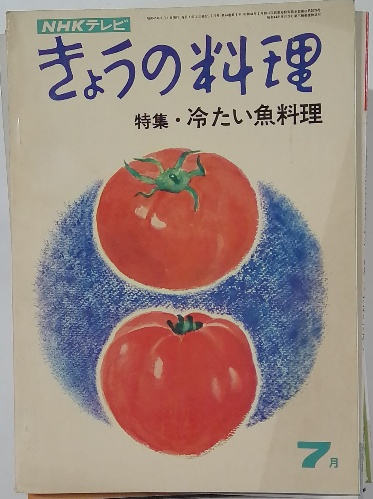 NHKテレビ
きょうの料理
特集・冷たい魚料理
7月